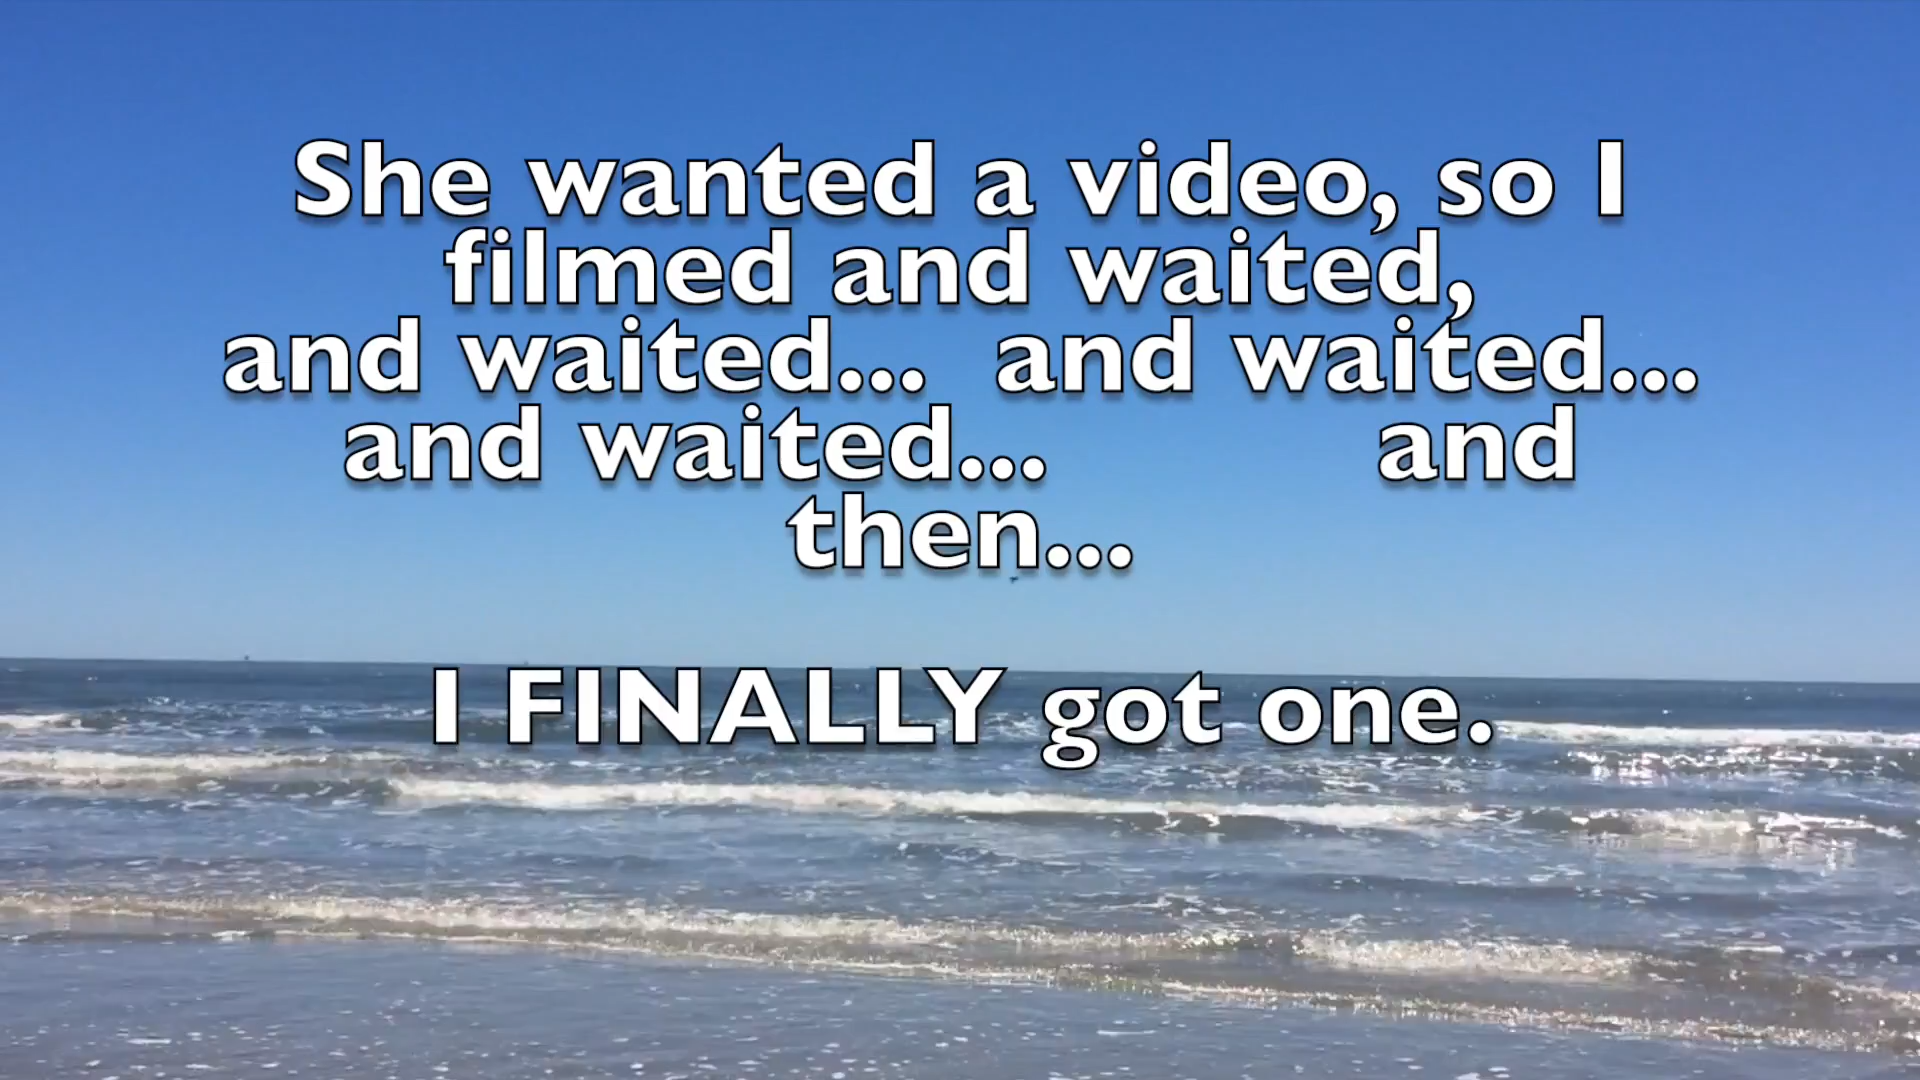 She wanted a video, so I
filmed and waited,
and waited... and waited...
and waited... and
then...
I FINALLY got one.